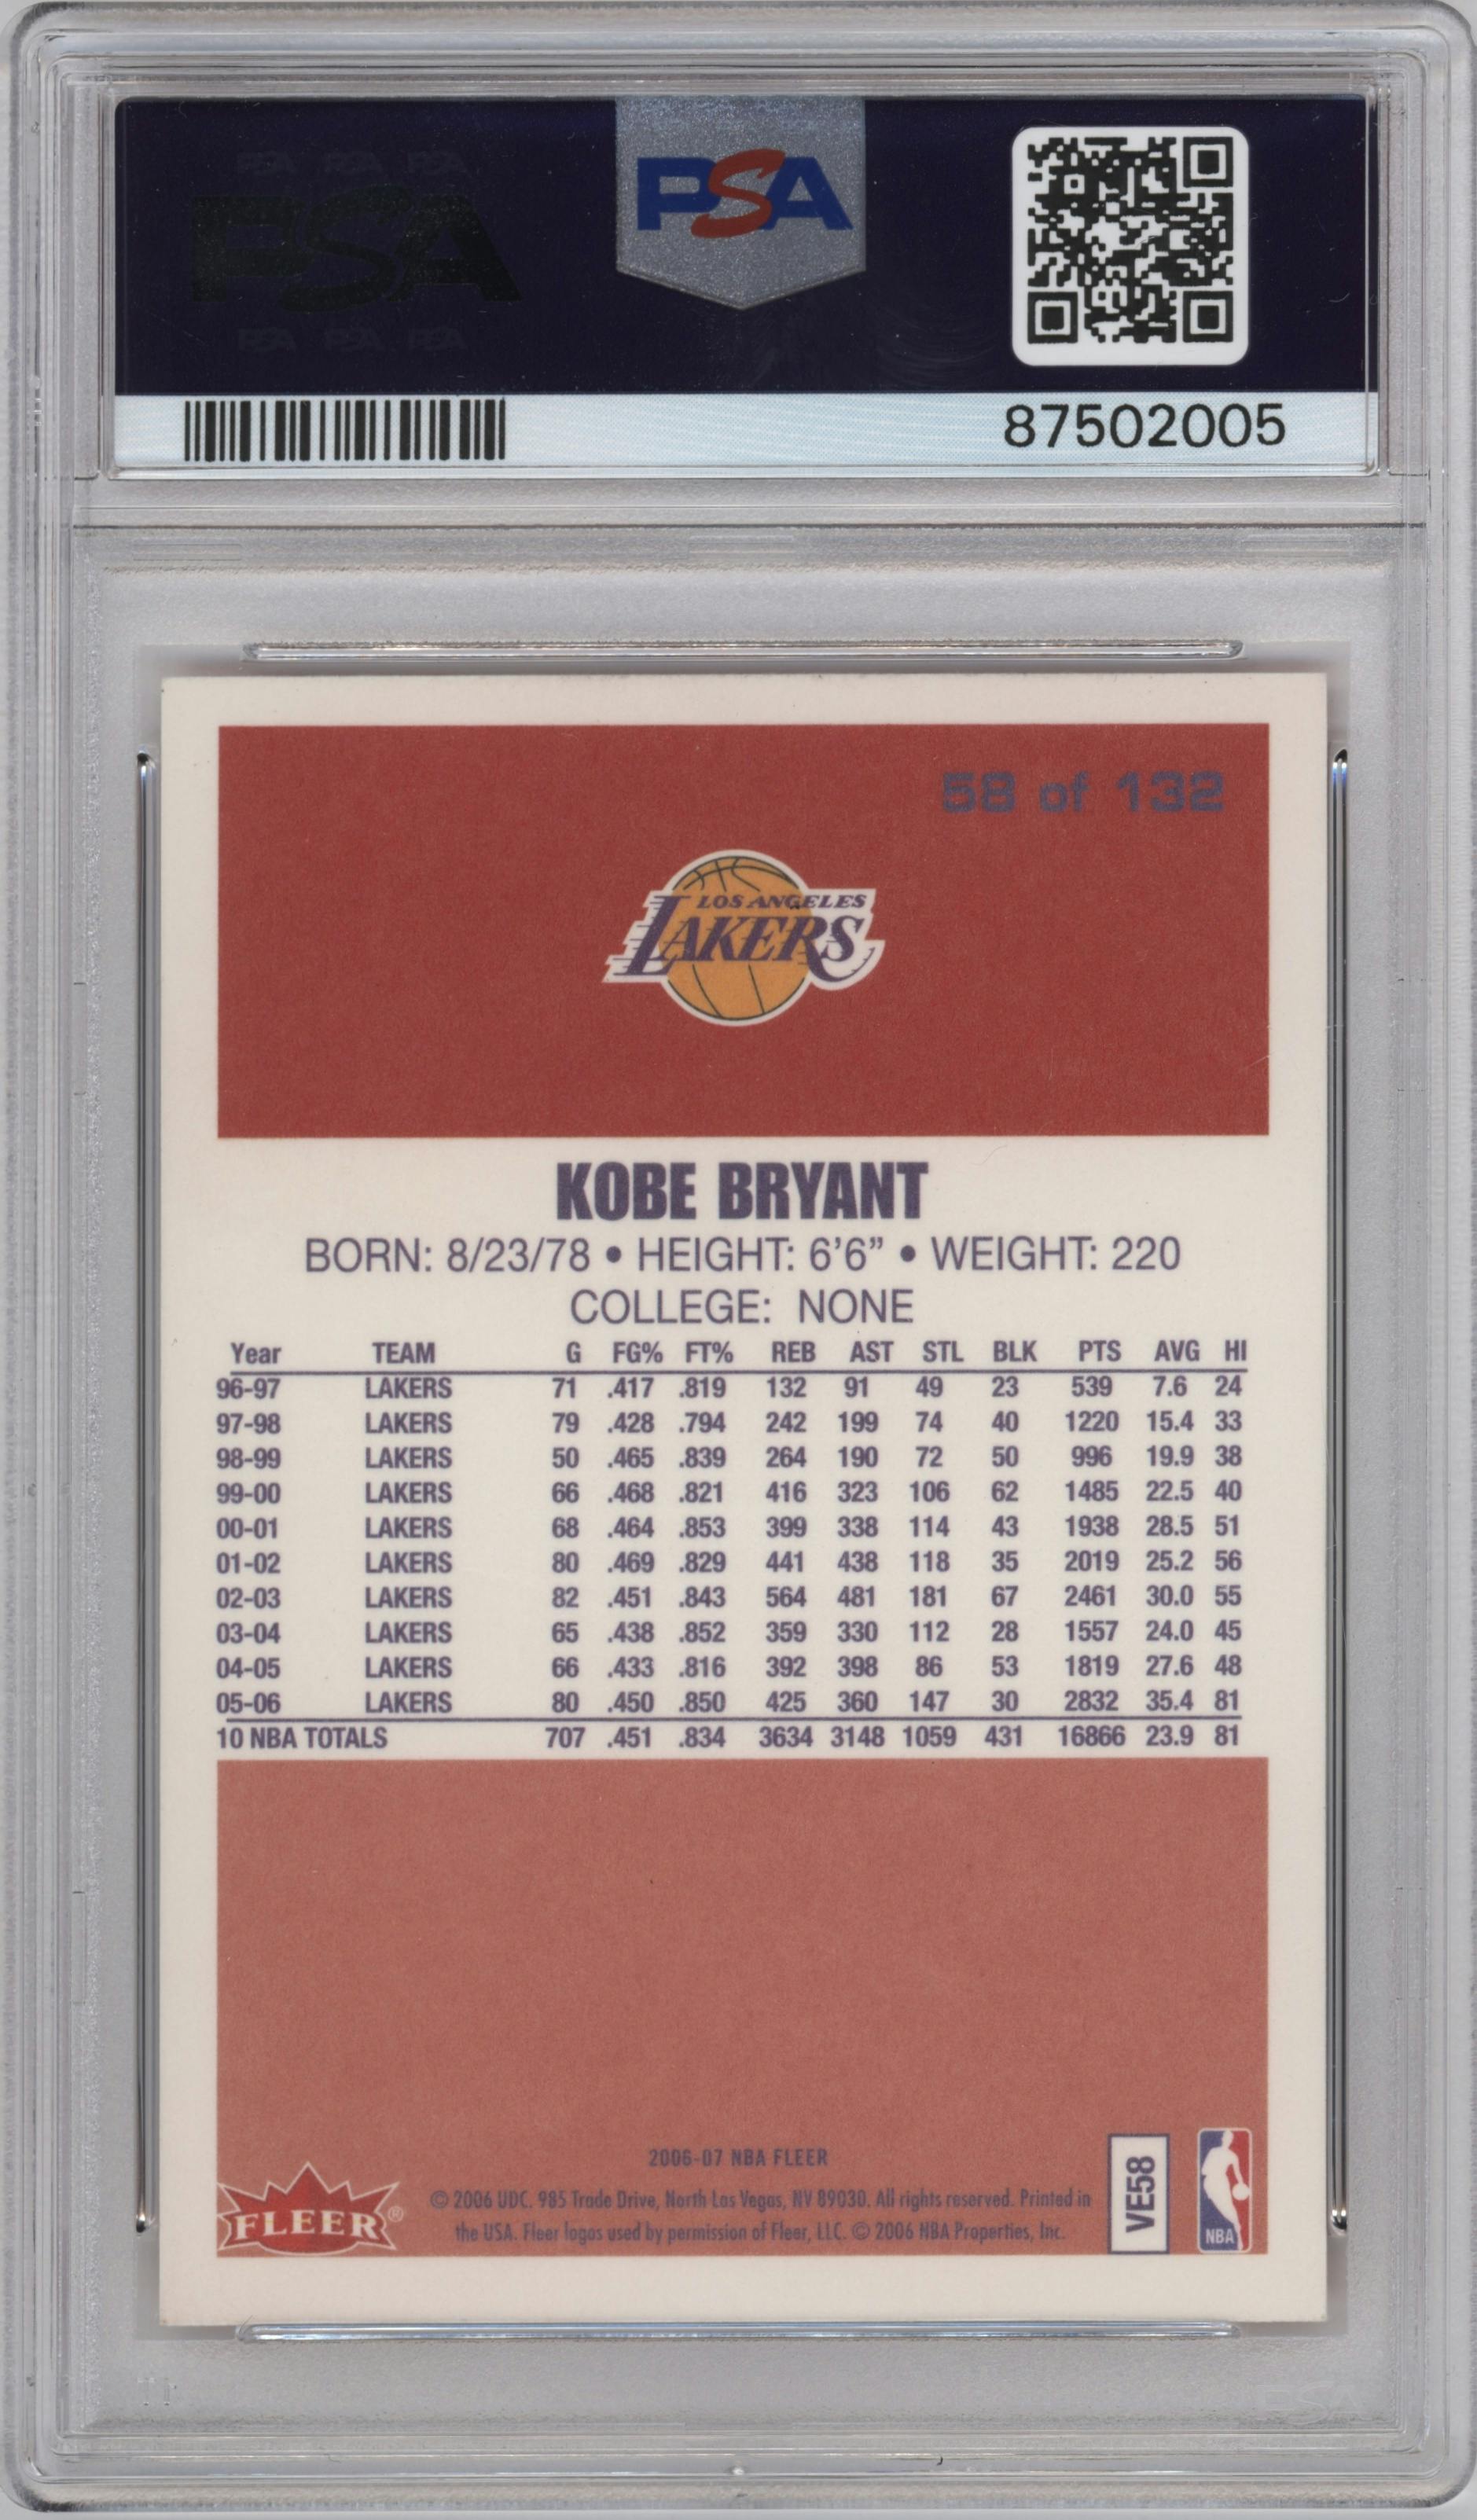 PSA
PSA
87502005
58 of 132
LOS ANGELES
LAKERS
KOBE BRYANT
BORN: 8/23/78 • HEIGHT: 6'6” • WEIGHT: 220
COLLEGE: NONE
Year TEAM G FG% FT% REB AST STL BLK PTS AVG HI
96-97 LAKERS 71 .417 .819 132 91 49 23 539 7.6 24
97-98 LAKERS 79 .428 .794 242 199 74 40 1220 15.4 33
98-99 LAKERS 50 .465 .839 264 190 72 50 996 19.9 38
99-00 LAKERS 66 .468 .821 416 323 106 62 1485 22.5 40
00-01 LAKERS 68 .464 .853 399 338 114 43 1938 28.5 51
01-02 LAKERS 80 .469 .829 441 438 118 35 2019 25.2 56
02-03 LAKERS 82 .451 .843 564 481 181 67 2461 30.0 55
03-04 LAKERS 65 .438 .852 359 330 112 28 1557 24.0 45
04-05 LAKERS 66 .433 .816 392 398 86 53 1819 27.6 48
05-06 LAKERS 80 .450 .850 425 360 147 30 2832 35.4 81
10 NBA TOTALS 707 .451 .834 3634 3148 1059 431 16866 23.9 81
2006-07 NBA FLEER
© 2006 UDC. 985 Trade Drive, North Las Vegas, NV 89030. All rights reserved. Printed in
the USA. Fleer logos used by permission of Fleer, LLC. © 2006 NBA Properties, Inc.
FLEER®
VE58
NBA